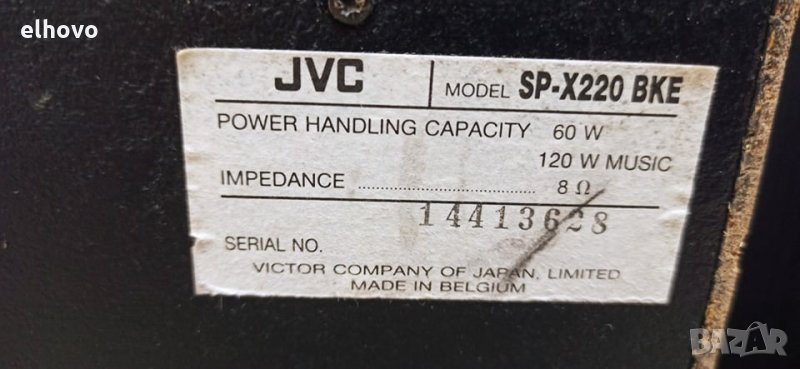 elhovo
JVC MODEL SP-X220 BKE
POWER HANDLING CAPACITY 60 W
120 W MUSIC
IMPEDANCE ........................ 8 Ω
14413628
SERIAL NO.
VICTOR COMPANY OF JAPAN, LIMITED
MADE IN BELGIUM
BAZAR